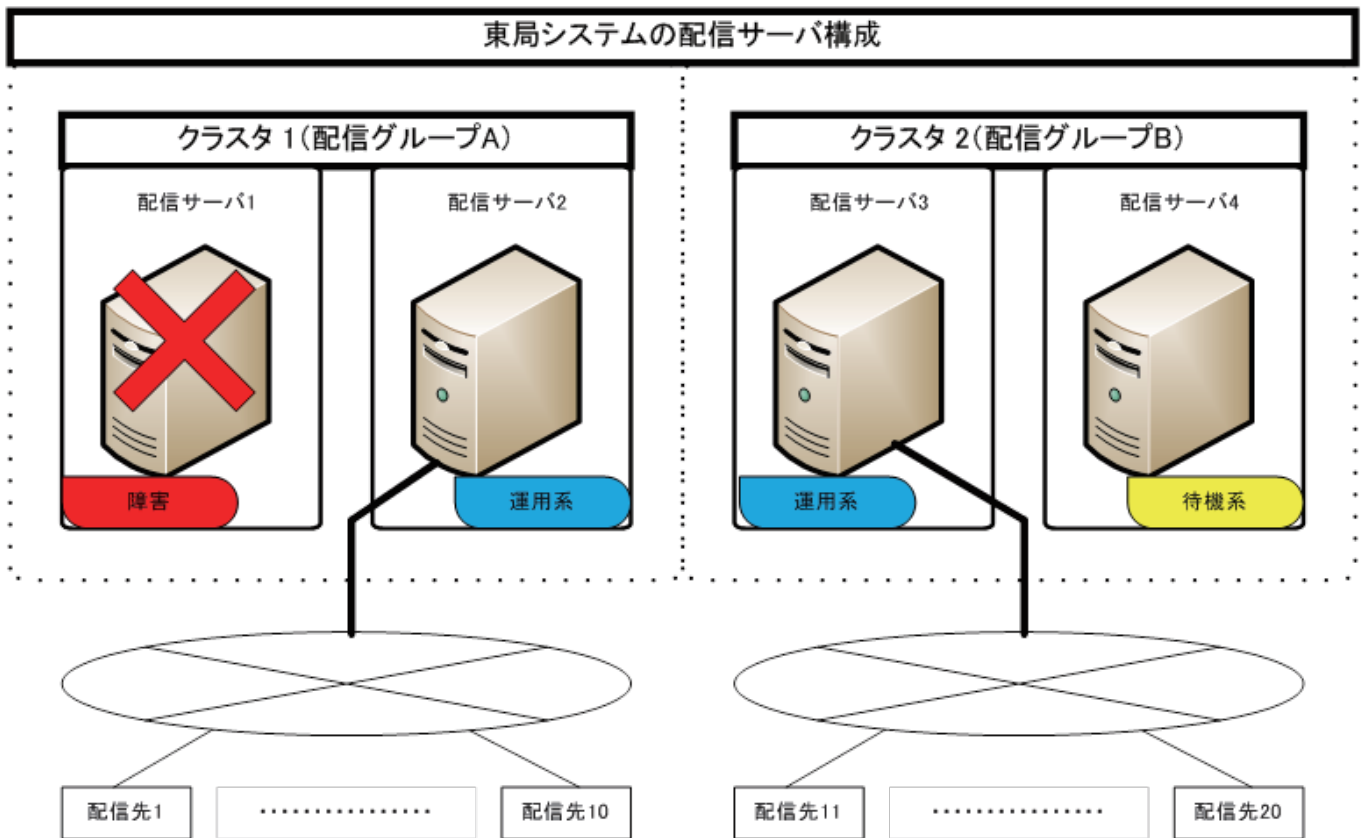 東局システムの配信サーバ構成
クラスタ 1(配信グループA)
クラスタ 2(配信グループB)
配信サーバ1
配信サーバ2
配信サーバ3
配信サーバ4
障害
運用系
運用系
待機系
配信先1
・・・・・・・・・・・・・・・
配信先10
配信先11
・・・・・・・・・・・・・・・
配信先20